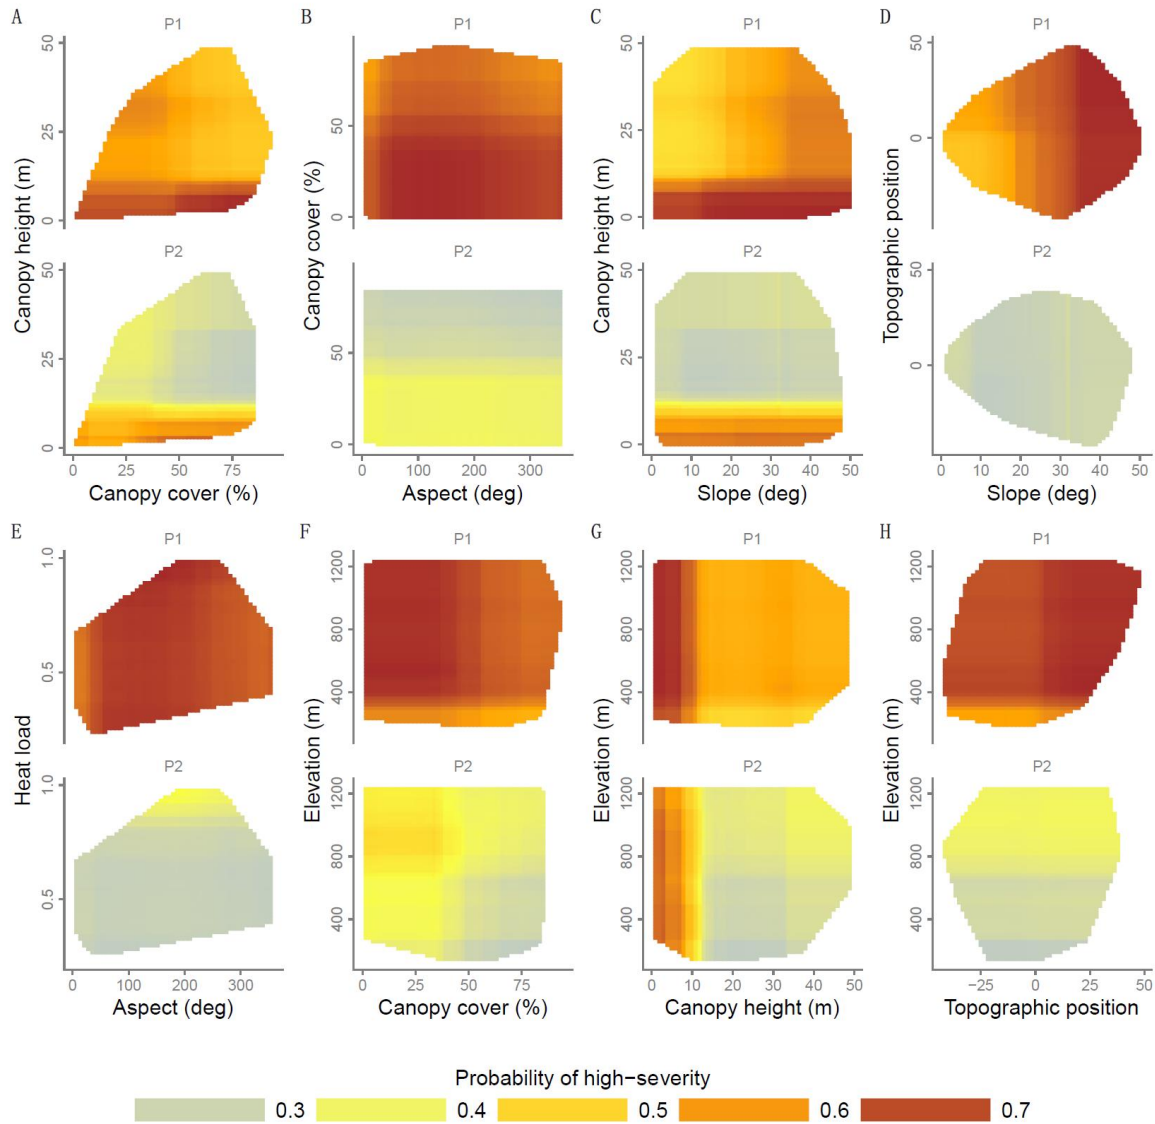 A B C D
P1 P1 P1 P1
50 50 50
25 50 25 0
0 0 0
Canopy height (m) Canopy cover (%) Canopy height (m) Topographic position
P2 P2 P2 P2
50 50 50
25 50 25 0
0 0 0
0 25 50 75 0 100 200 300 0 10 20 30 40 50 0 10 20 30 40 50
Canopy cover (%) Aspect (deg) Slope (deg) Slope (deg)
E F G H
P1 P1 P1 P1
1.0 1200 1200 1200
800 800 800
0.5 400 400 400
Heat load Elevation (m) Elevation (m) Elevation (m)
P2 P2 P2 P2
1.0 1200 1200 1200
800 800 800
0.5 400 400 400
0 100 200 300 0 25 50 75 0 10 20 30 40 50 −25 0 25 50
Aspect (deg) Canopy cover (%) Canopy height (m) Topographic position
Probability of high−severity
0.3 0.4 0.5 0.6 0.7